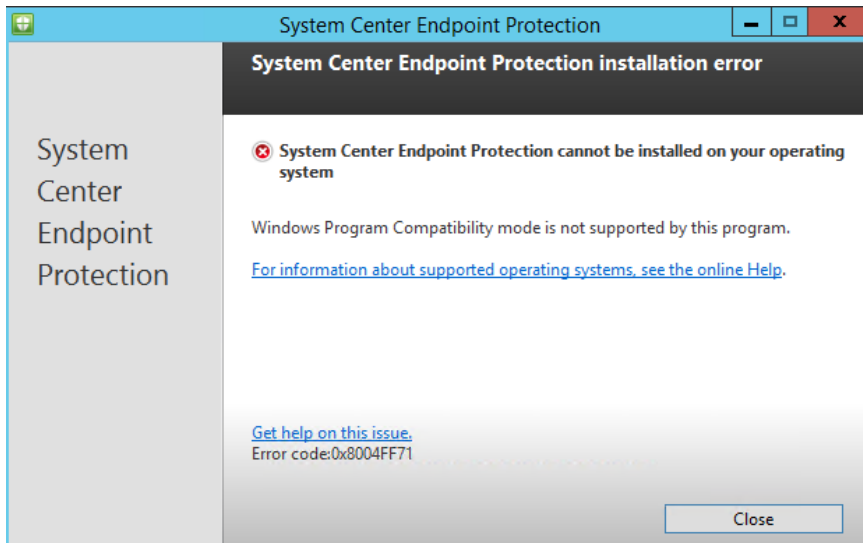 System Center Endpoint Protection
System Center Endpoint Protection installation error
System
Center
Endpoint
Protection
System Center Endpoint Protection cannot be installed on your operating
system
Windows Program Compatibility mode is not supported by this program.
For information about supported operating systems, see the online Help.
Get help on this issue.
Error code:0x8004FF71
Close